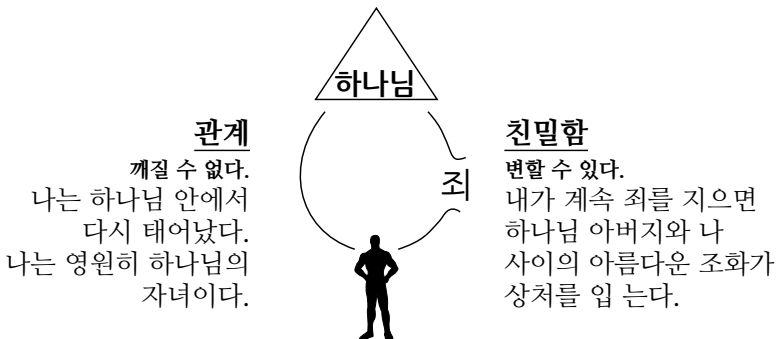 하나님
관계
깨질 수 없다.
나는 하나님 안에서
다시 태어났다.
나는 영원히 하나님의
자녀이다.
죄
친밀함
변할 수 있다.
내가 계속 죄를 지으면
하나님 아버지와 나
사이의 아름다운 조화가
상처를 입 는다.